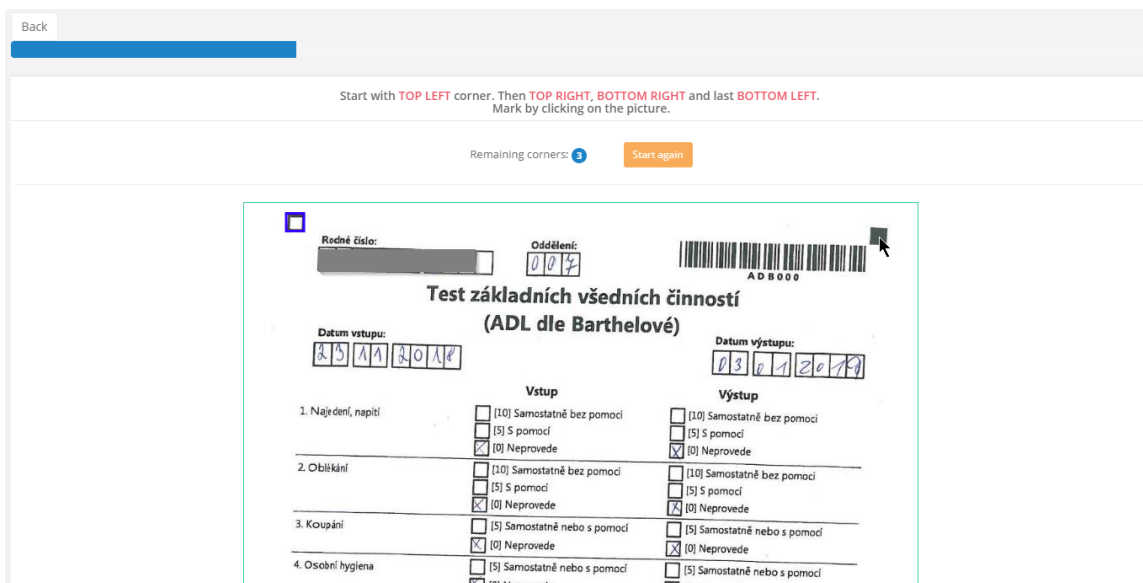 Back
Start with TOP LEFT corner. Then TOP RIGHT, BOTTOM RIGHT and last BOTTOM LEFT.
Mark by clicking on the picture.
Remaining corners: 3
Start again
Rodné číslo:
Oddělení:
007
ADB000
Test základních všedních činností
(ADL dle Barthelové)
Datum vstupu:
23 11 2018
Datum výstupu:
03 01 2019
Vstup
Výstup
1. Najedení, napití
[10] Samostatně bez pomoci
[5] S pomocí
[0] Neprovede
[10] Samostatně bez pomoci
[5] S pomocí
[0] Neprovede
2. Oblékání
[10] Samostatně bez pomoci
[5] S pomocí
[0] Neprovede
[10] Samostatně bez pomoci
[5] S pomocí
[0] Neprovede
3. Koupání
[5] Samostatně nebo s pomocí
[0] Neprovede
[5] Samostatně nebo s pomocí
[0] Neprovede
4. Osobní hygiena
[5] Samostatně nebo s pomocí
[5] Samostatně nebo s pomocí